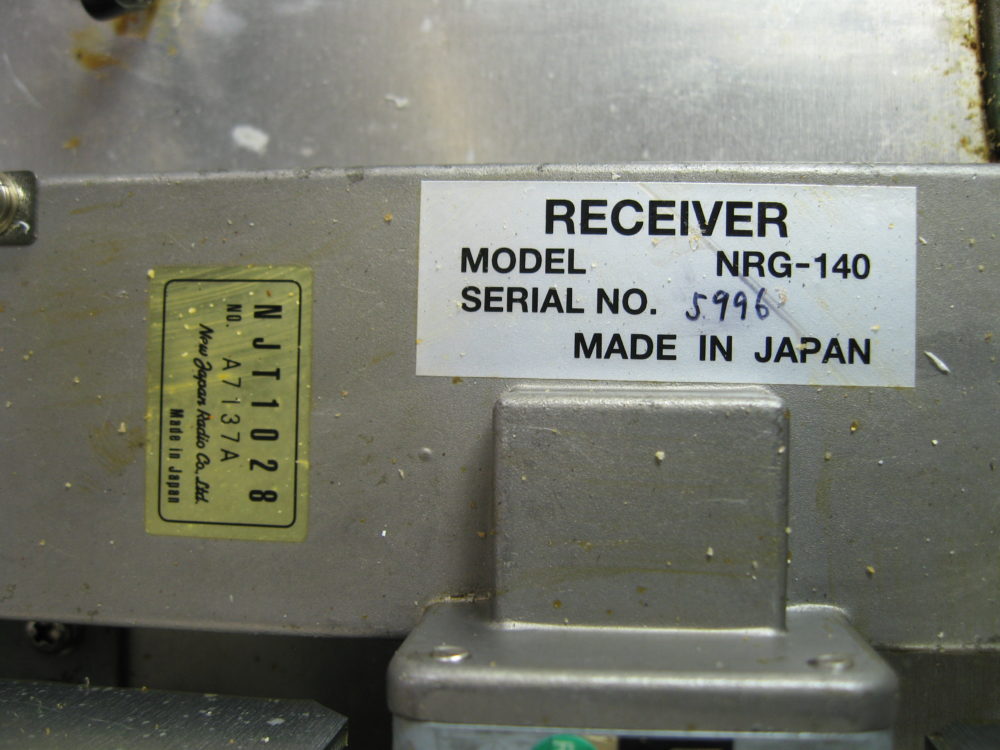 RECEIVER
MODEL NRG-140
SERIAL NO. 5996
MADE IN JAPAN
NJT1028
NO. A7137A
New Japan Radio Co., Ltd.
Made in Japan